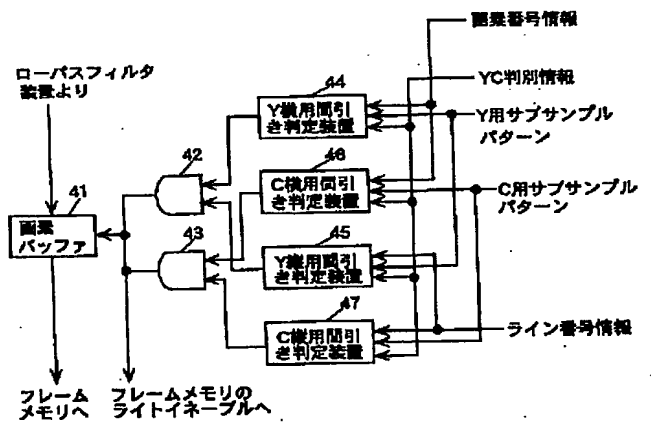 画素番号情報
ローパスフィルタ
装置より
YC判別情報
44
Y横用間引
き判定装置
Y用サブサンプル
パターン
42
46
C横用間引
き判定装置
C用サブサンプル
パターン
41
画素
バッファ
43
45
Y縦用間引
き判定装置
47
C縦用間引
き判定装置
ライン番号情報
フレーム
メモリへ
フレームメモリの
ライトイネーブルへ